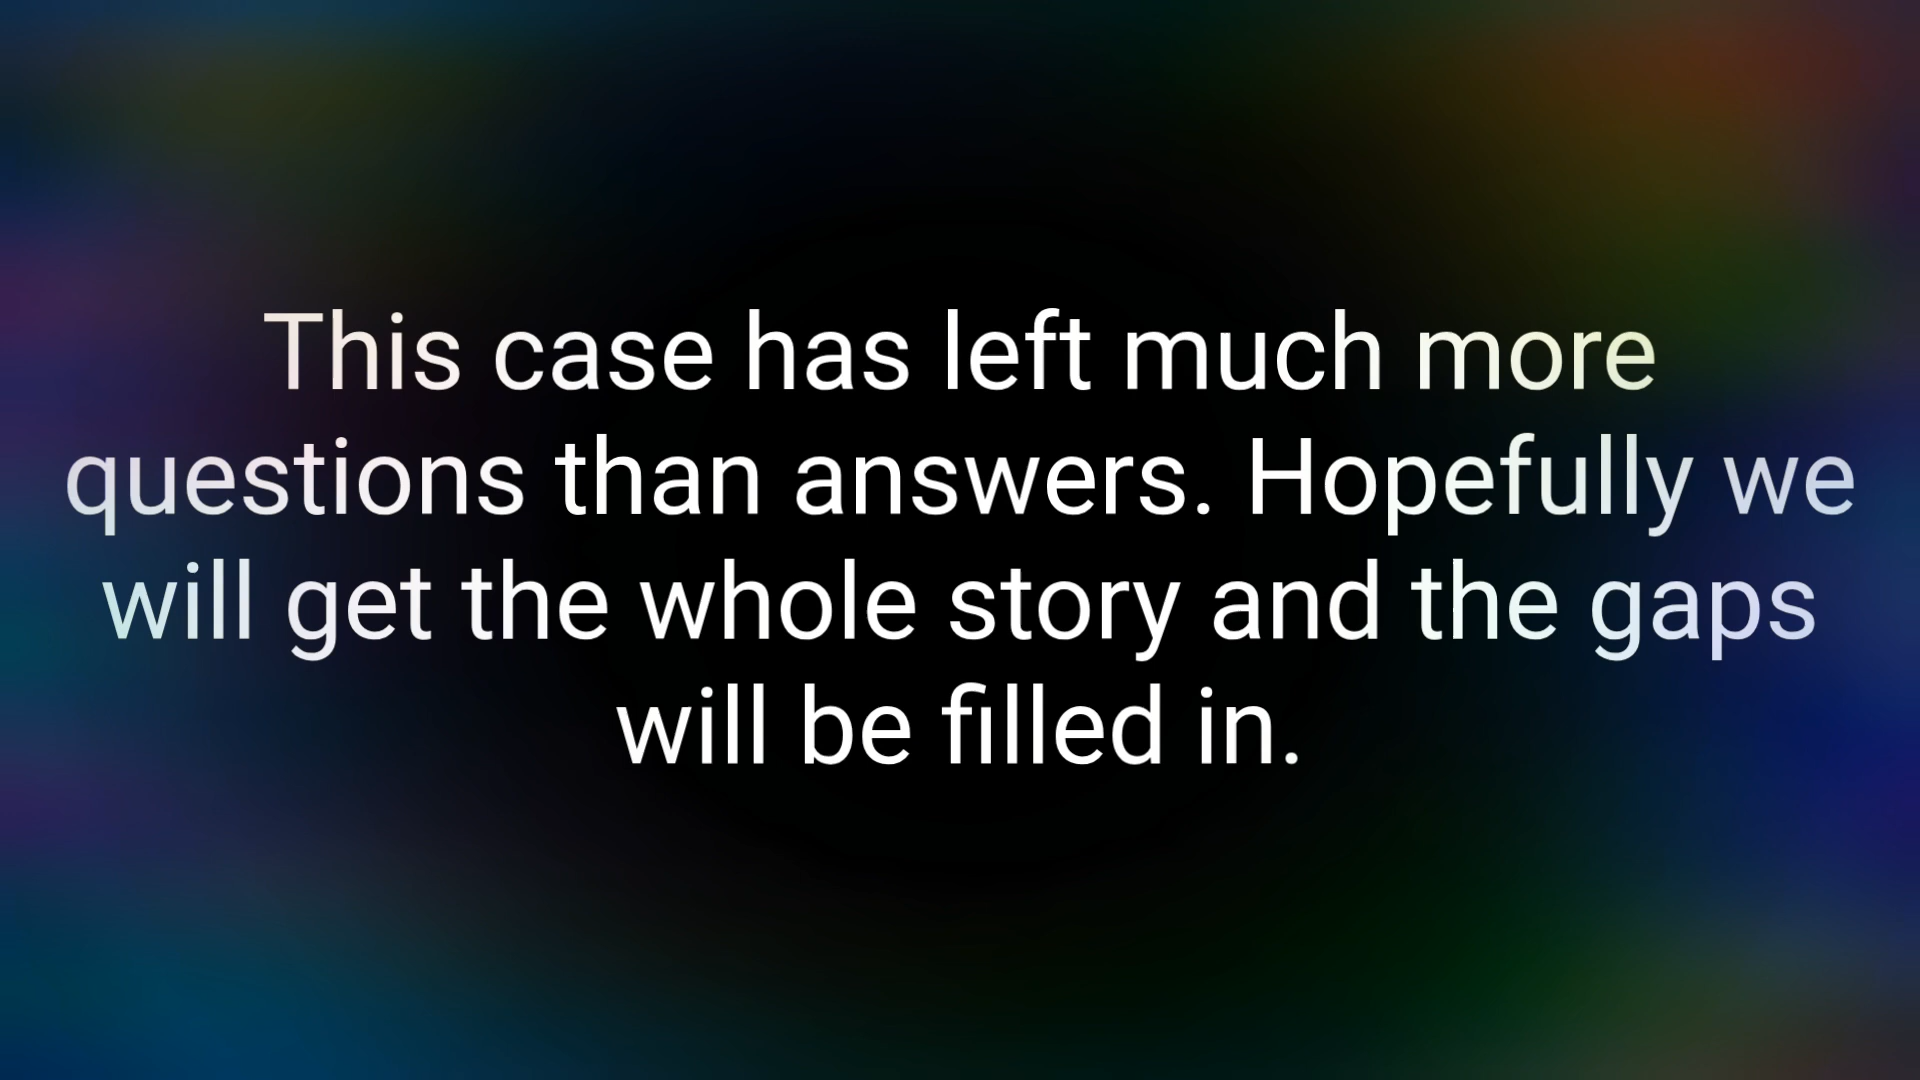 This case has left much more
questions than answers. Hopefully we
will get the whole story and the gaps
will be filled in.